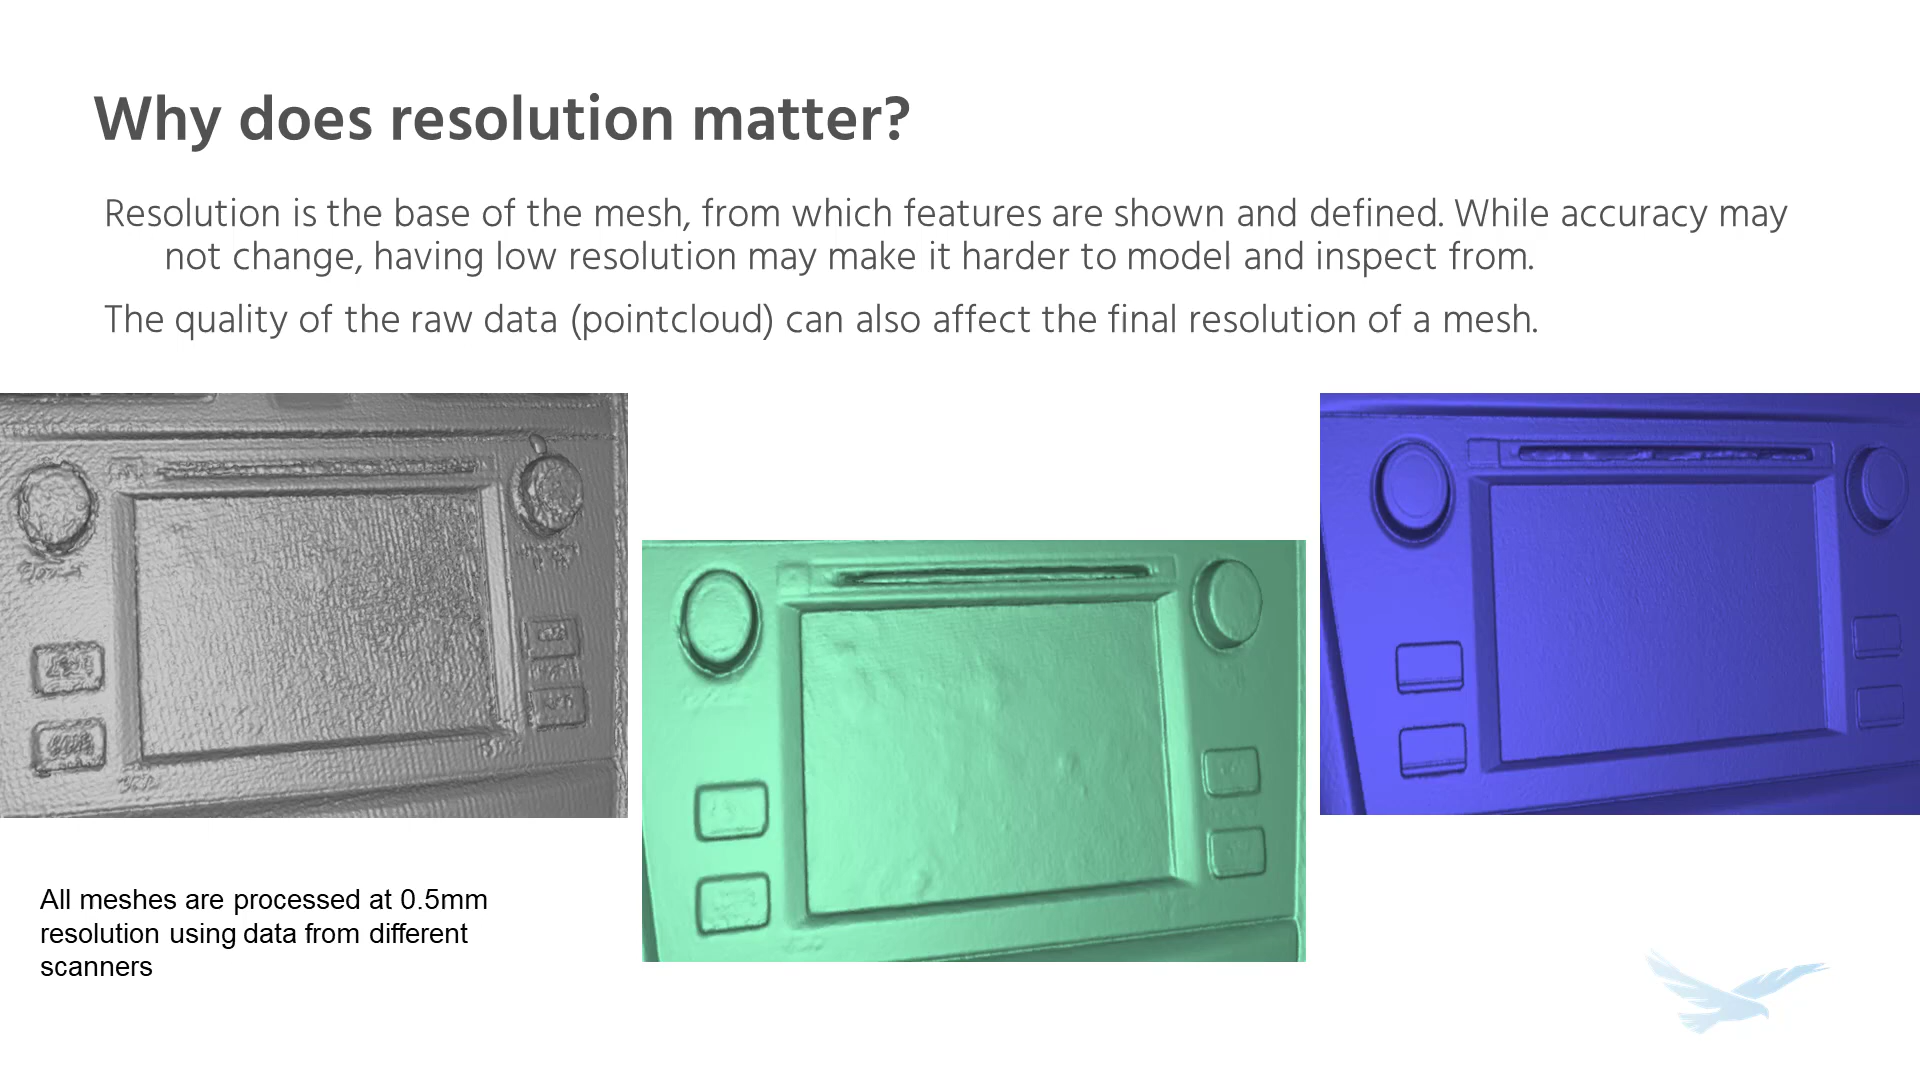 Why does resolution matter?
Resolution is the base of the mesh, from which features are shown and defined. While accuracy may
not change, having low resolution may make it harder to model and inspect from.
The quality of the raw data (pointcloud) can also affect the final resolution of a mesh.
All meshes are processed at 0.5mm
resolution using data from different
scanners